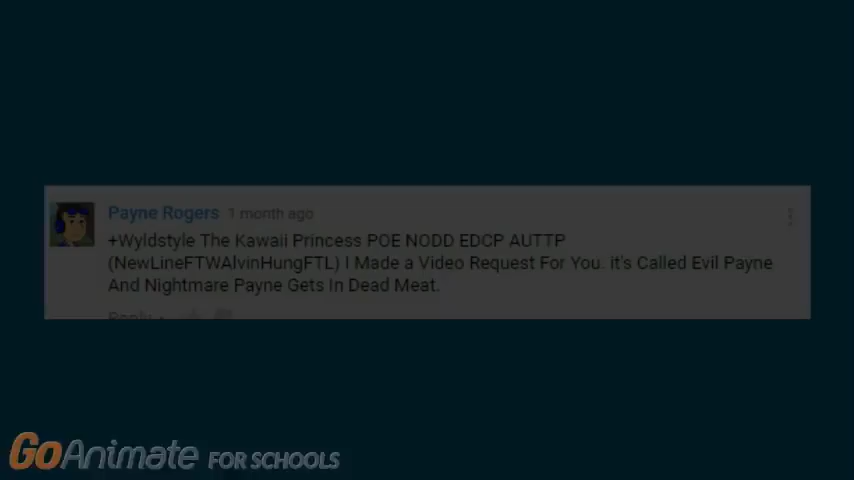 Payne Rogers 1 month ago
+Wyldstyle The Kawaii Princess POE NODD EDCP AUTTP
(NewLineFTWAlvinHungFTL) I Made a Video Request For You. it's Called Evil Payne
And Nightmare Payne Gets In Dead Meat.
Reply
GoAnimate FOR SCHOOLS